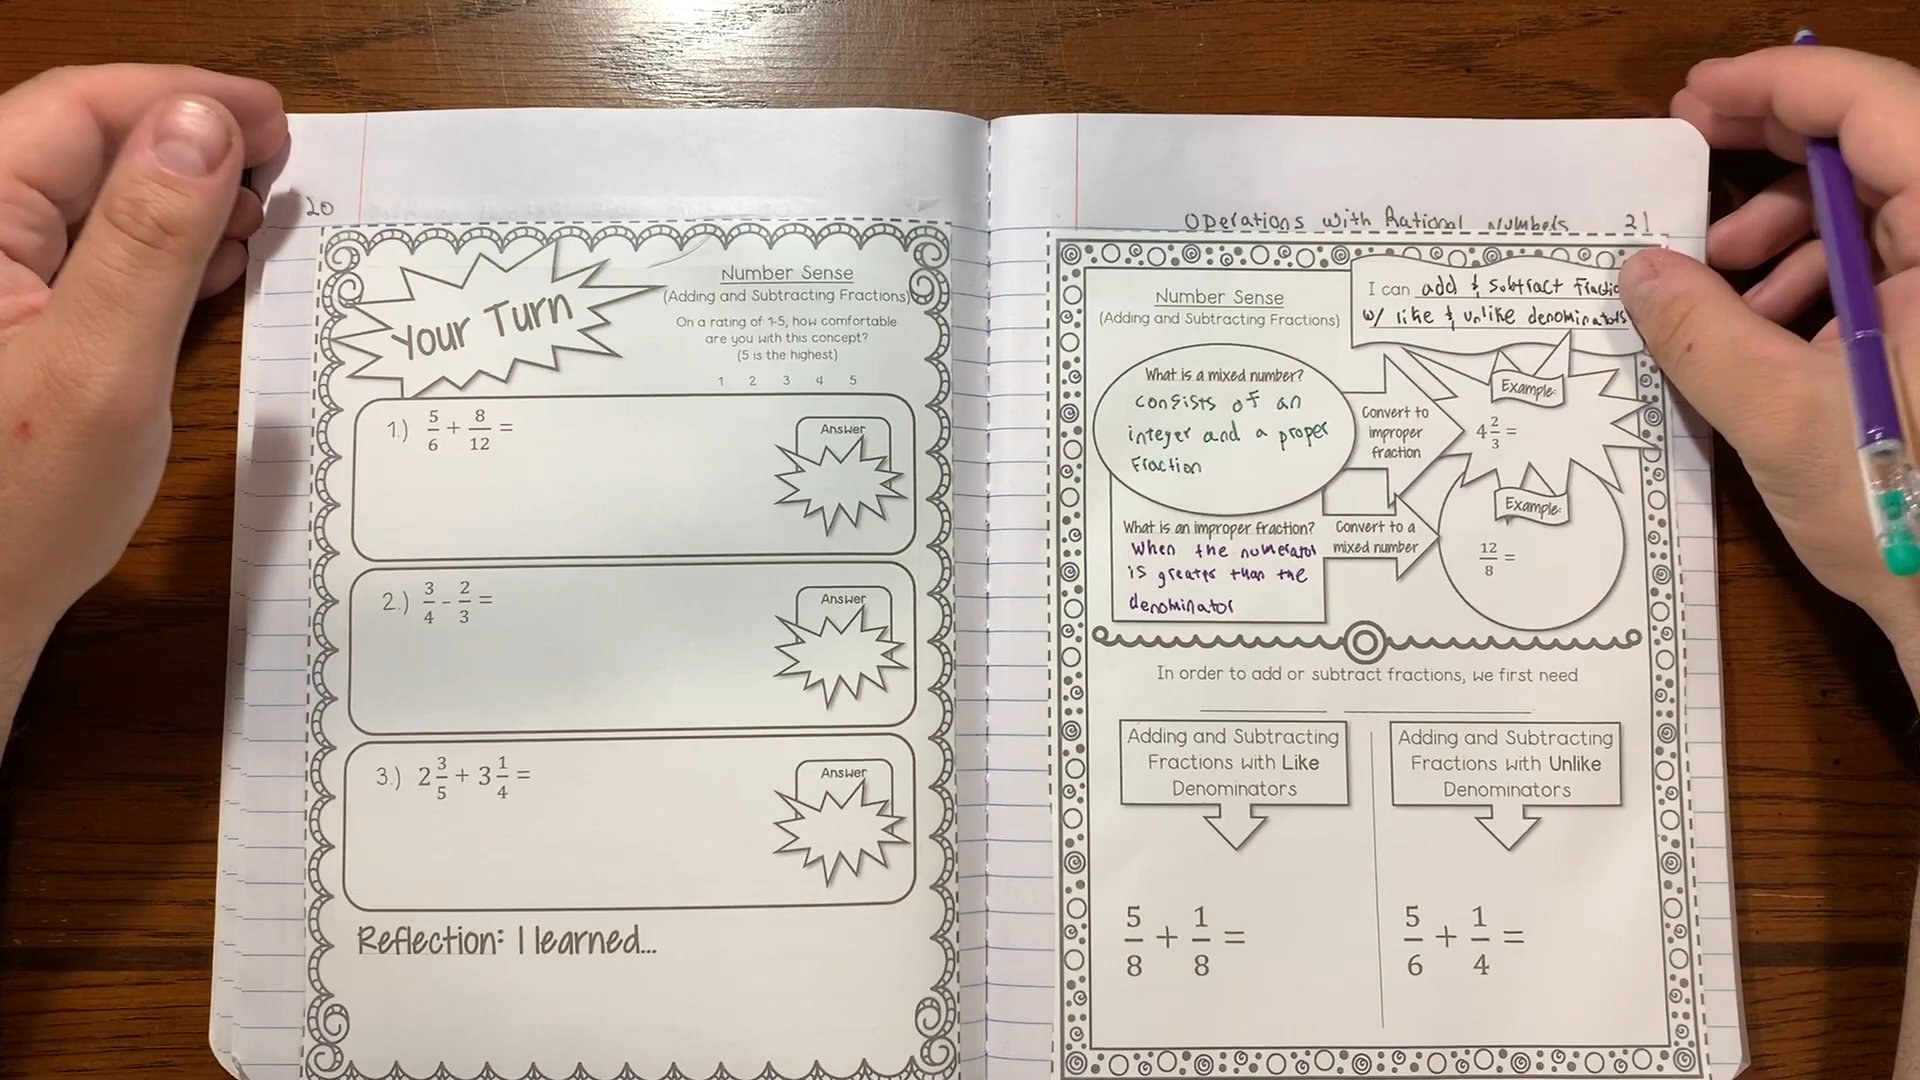 20
Your Turn
Number Sense
(Adding and Subtracting Fractions)
On a rating of 1-5, how comfortable
are you with this concept?
(5 is the highest)
1 2 3 4 5
1.) 5/6 + 8/12 =
Answer
2.) 3/4 - 2/3 =
Answer
3.) 2 3/5 + 3 1/4 =
Answer
Reflection: I learned...
Operations with Rational Numbers 21
Number Sense
(Adding and Subtracting Fractions)
I can add & subtract
w/ like & unlike denominators
What is a mixed number?
consists of an
integer and a proper
fraction
Convert to
improper
fraction
Example:
4 2/3 =
What is an improper fraction?
When the numerator
is greater than the
denominator
Convert to a
mixed number
Example:
12/8 =
In order to add or subtract fractions, we first need
Adding and Subtracting
Fractions with Like
Denominators
5/8 + 1/8 =
Adding and Subtracting
Fractions with Unlike
Denominators
5/6 + 1/4 =